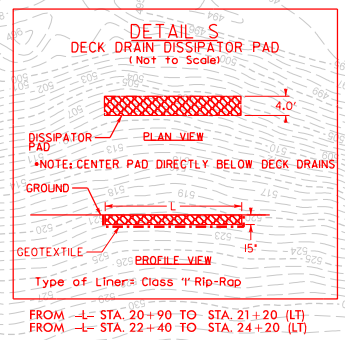 DETAIL S
DECK DRAIN DISSIPATOR PAD
(Not to Scale)
4.0'
DISSIPATOR
PAD
PLAN VIEW
*NOTE: CENTER PAD DIRECTLY BELOW DECK DRAINS
GROUND
L
GEOTEXTILE
15"
PROFILE VIEW
Type of Liner= Class 'I' Rip-Rap
FROM -L- STA. 20+90 TO STA. 21+20 (LT)
FROM -L- STA. 22+40 TO STA. 24+20 (LT)